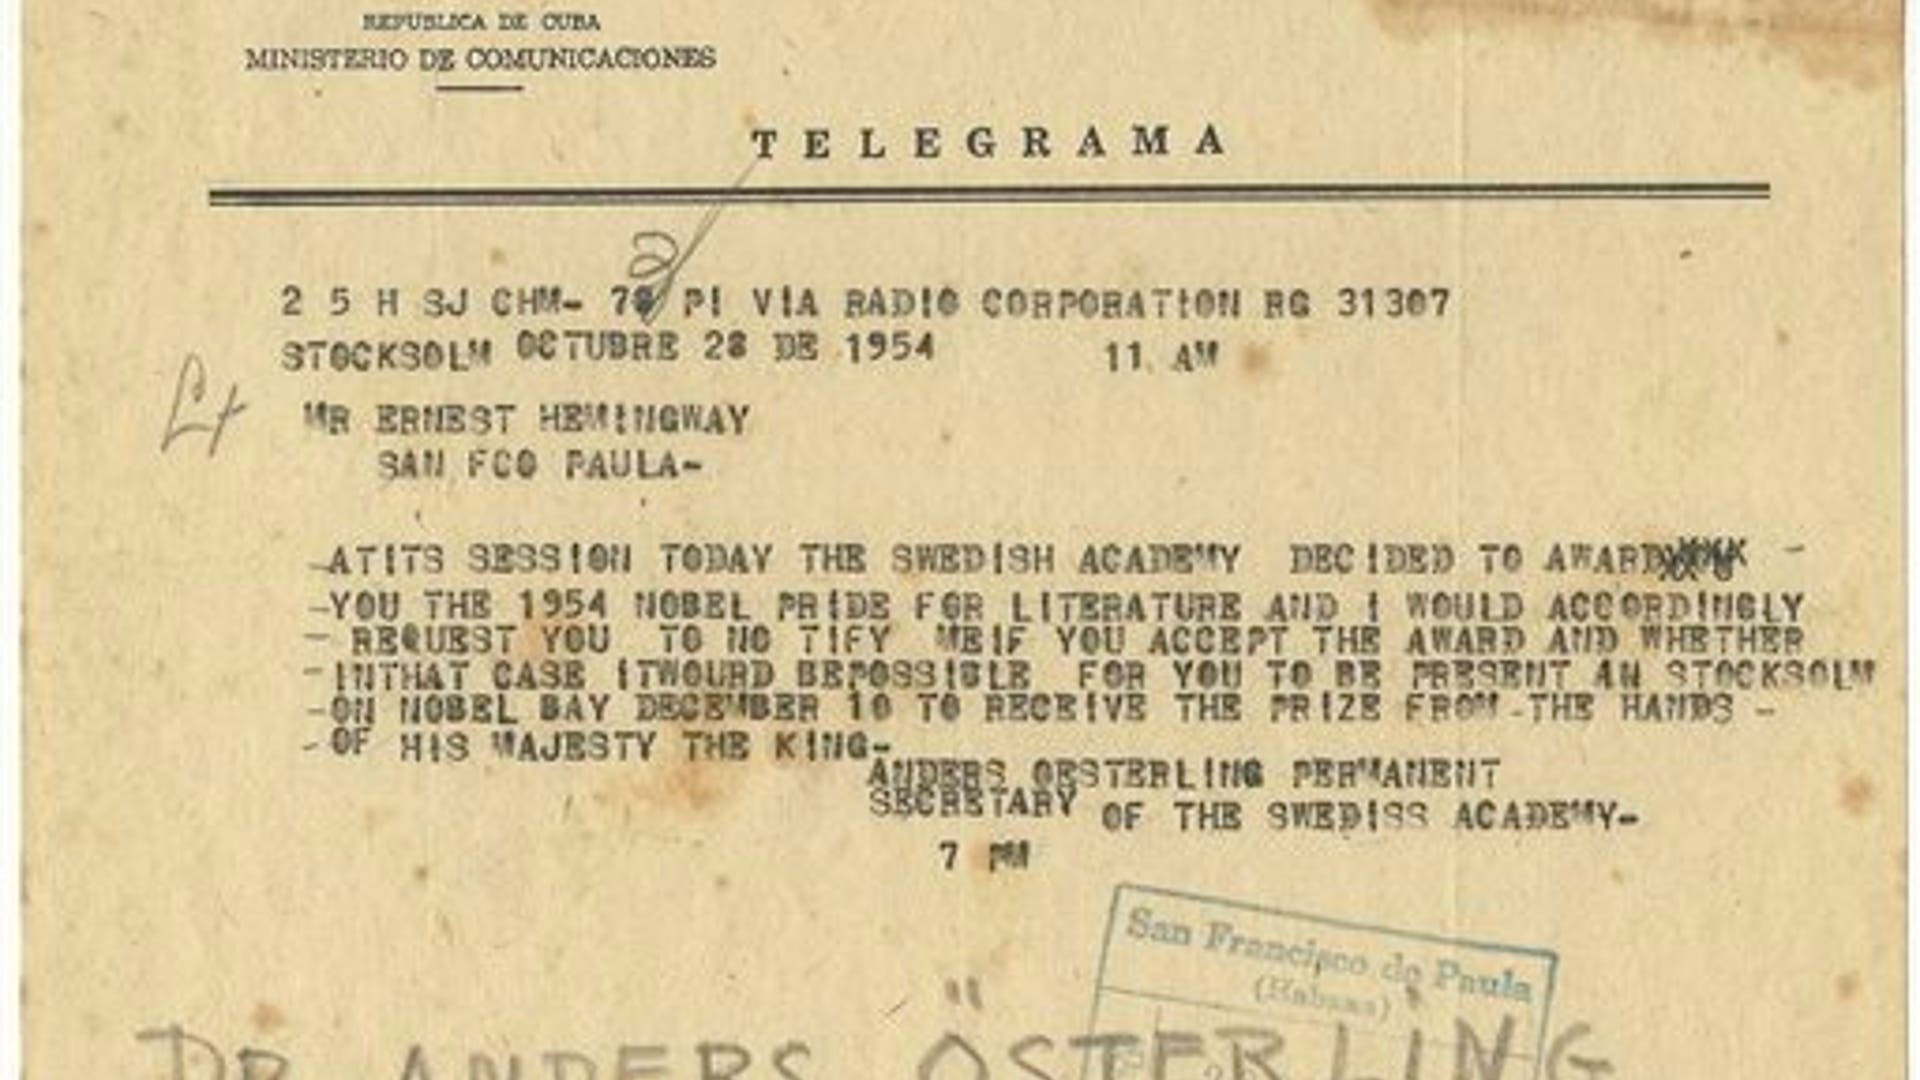 REPUBLICA DE CUBA
MINISTERIO DE COMUNICACIONES
TELEGRAMA
2 5 H SJ CHM- PI VIA RADIO CORPORATION RG 31307
STOCKSOLM OCTUBRE 28 DE 1954 11 AM
MR ERNEST HEMINGWAY
SAN FCO PAULA-
-ATITS SESSION TODAY THE SWEDISH ACADEMY DECIDED TO AWARD -
-YOU THE 1954 NOBEL PRIDE FOR LITERATURE AND I WOULD ACCORDINGLY
- REQUEST YOU TO NO TIFY MEIF YOU ACCEPT THE AWARD AND WHETHER
-INTHAT CASE ITWOURD BEPOSSIBLE FOR YOU TO BE PRESENT AN STOCKSOLM
-ON NOBEL DAY DECEMBER 10 TO RECEIVE THE PRIZE FROM-THE HANDS -
-OF HIS MAJESTY THE KING-
ANDERS OESTERLING PERMANENT
SECRETARY OF THE SWEDISS ACADEMY-
7 PM
San Francisco de Paula
(Habana)
DR ANDERS ÖSTERLING